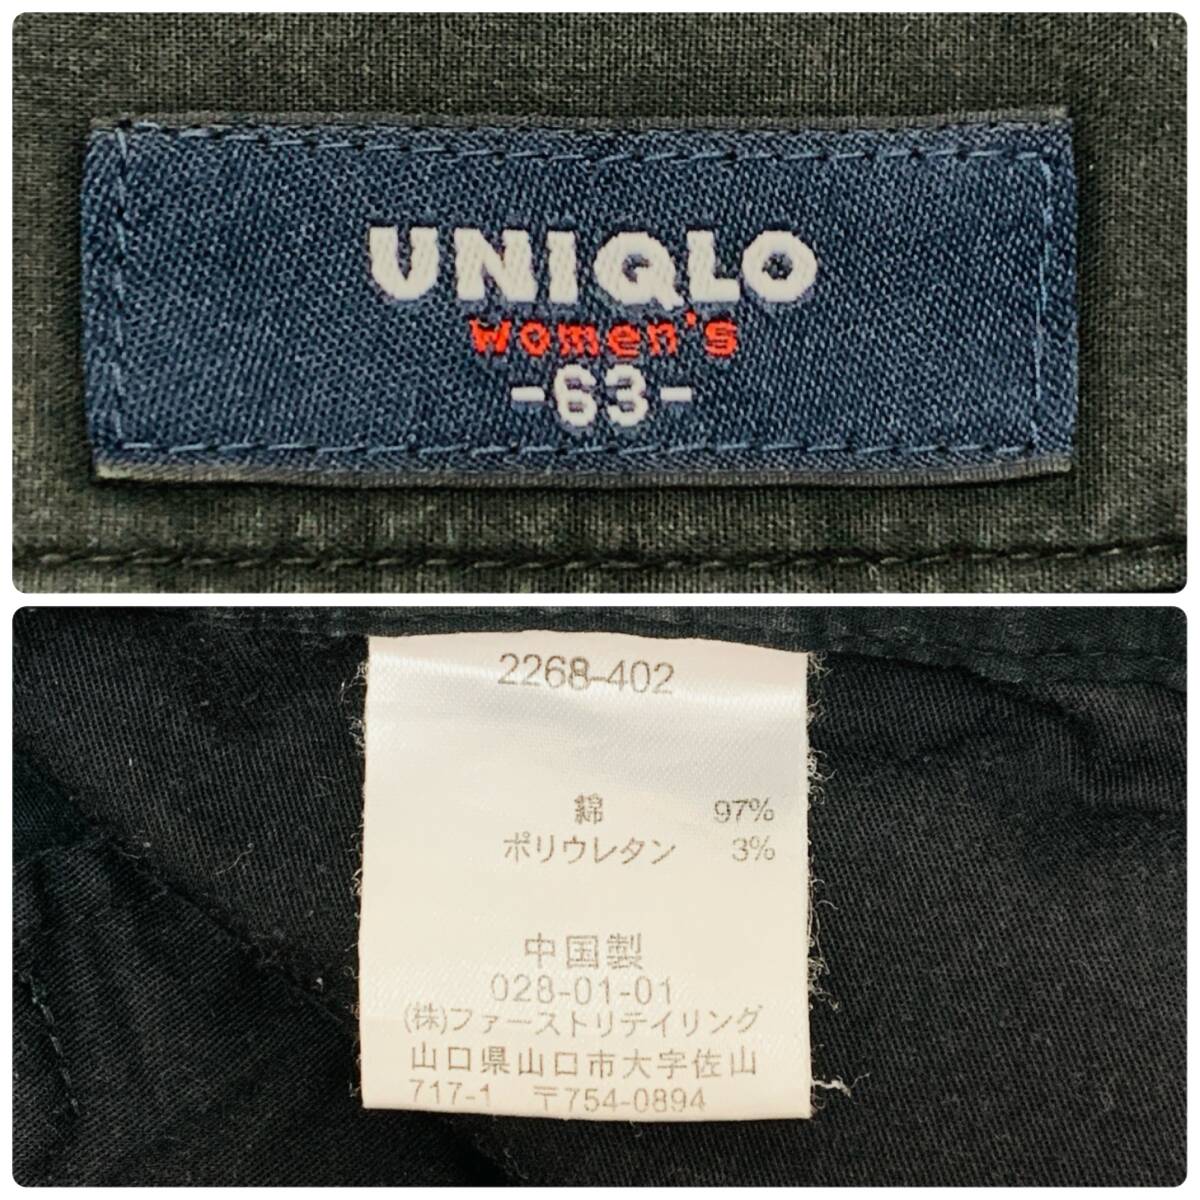 UNIQLO
women's
-63-
2268-402
綿 97%
ポリウレタン 3%
中国製
028-01-01
(株)ファーストリテイリング
山口県山口市大字佐山
717-1 〒754-0894